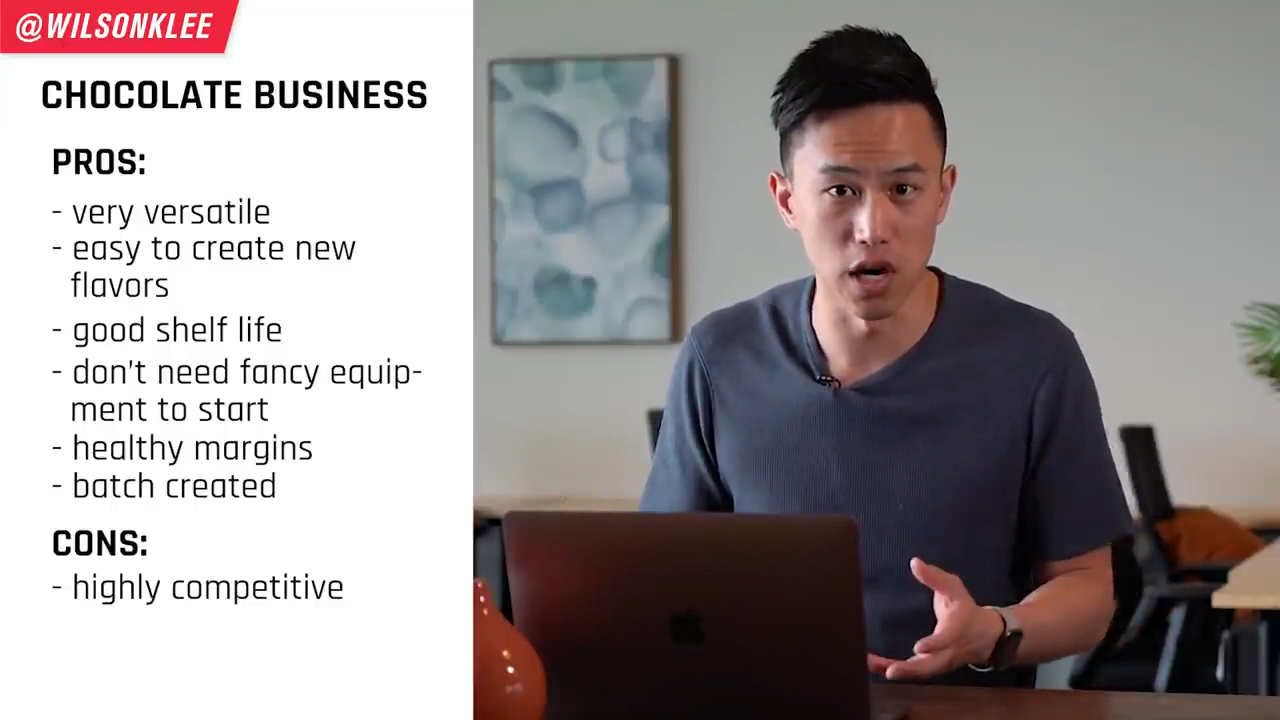 @WILSONKLEE
CHOCOLATE BUSINESS
PROS:
- very versatile
- easy to create new
flavors
- good shelf life
- don't need fancy equip-
ment to start
- healthy margins
- batch created
CONS:
- highly competitive